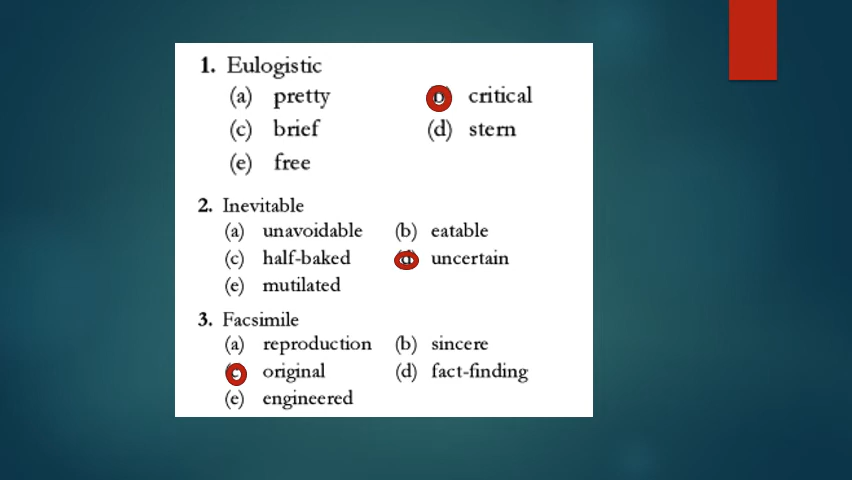 1. Eulogistic
(a) pretty (b) critical
(c) brief (d) stern
(e) free
2. Inevitable
(a) unavoidable (b) eatable
(c) half-baked (d) uncertain
(e) mutilated
3. Facsimile
(a) reproduction (b) sincere
(c) original (d) fact-finding
(e) engineered